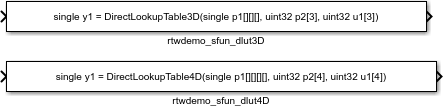 single y1 = DirectLookupTable3D(single p1[][][], uint32 p2[3], uint32 u1[3])
rtwdemo_sfun_dlut3D
single y1 = DirectLookupTable4D(single p1[][][][], uint32 p2[4], uint32 u1[4])
rtwdemo_sfun_dlut4D